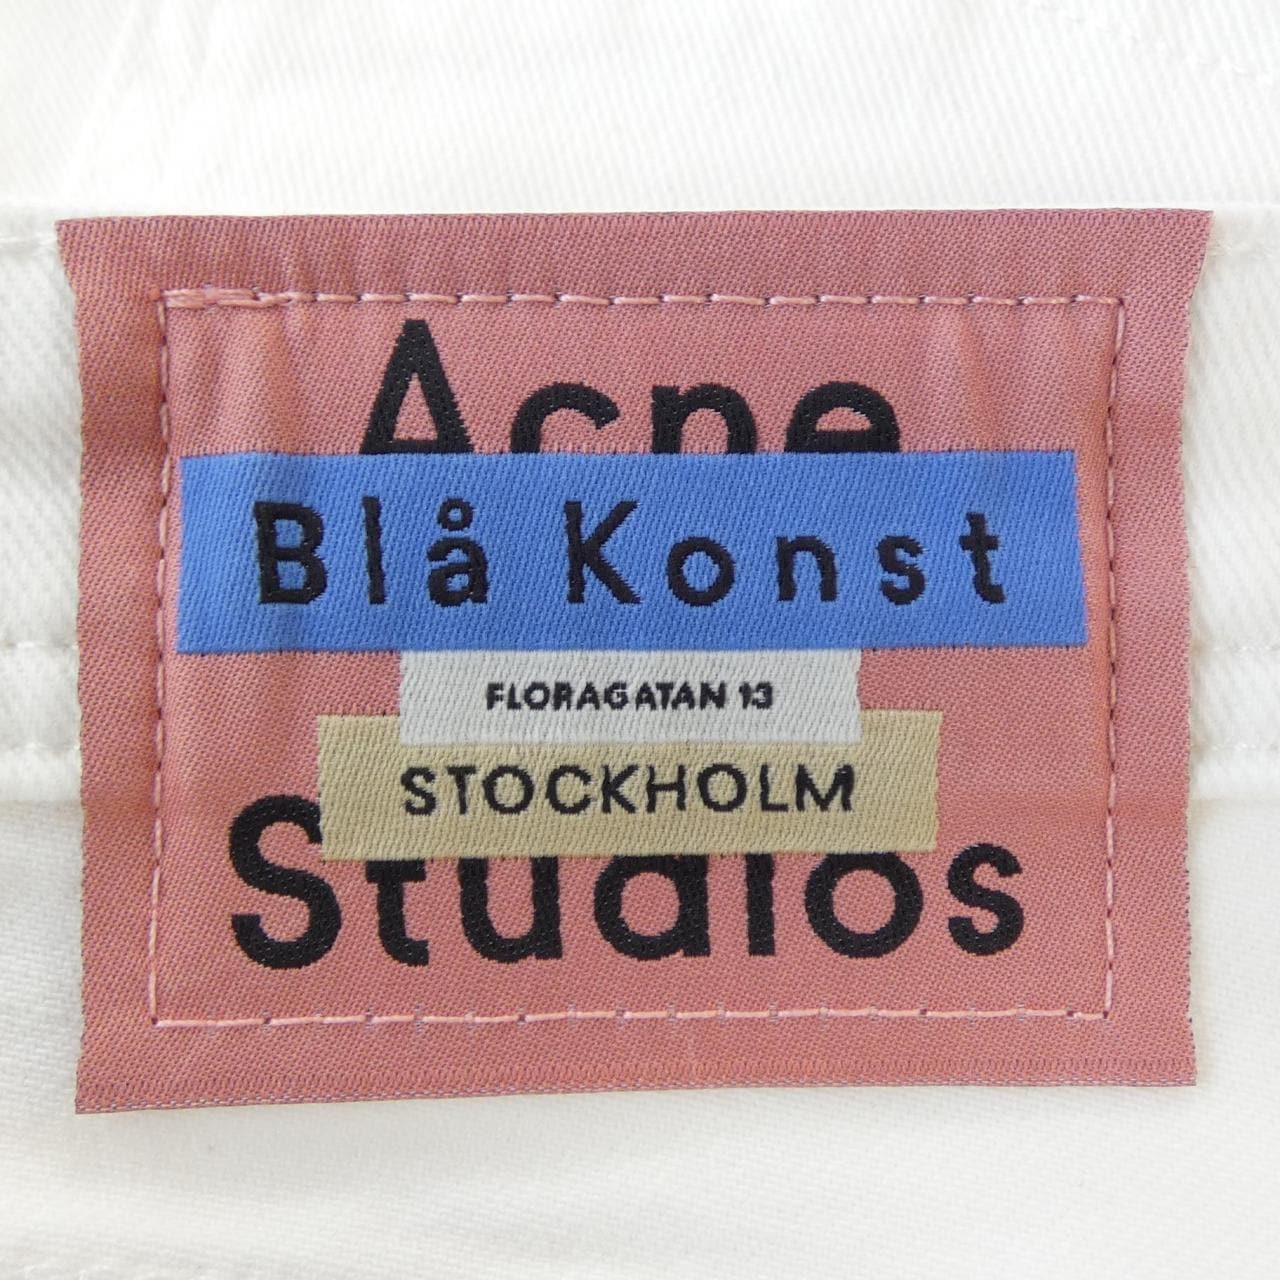 Acne
Blå Konst
FLORAGATAN 13
STOCKHOLM
Studios